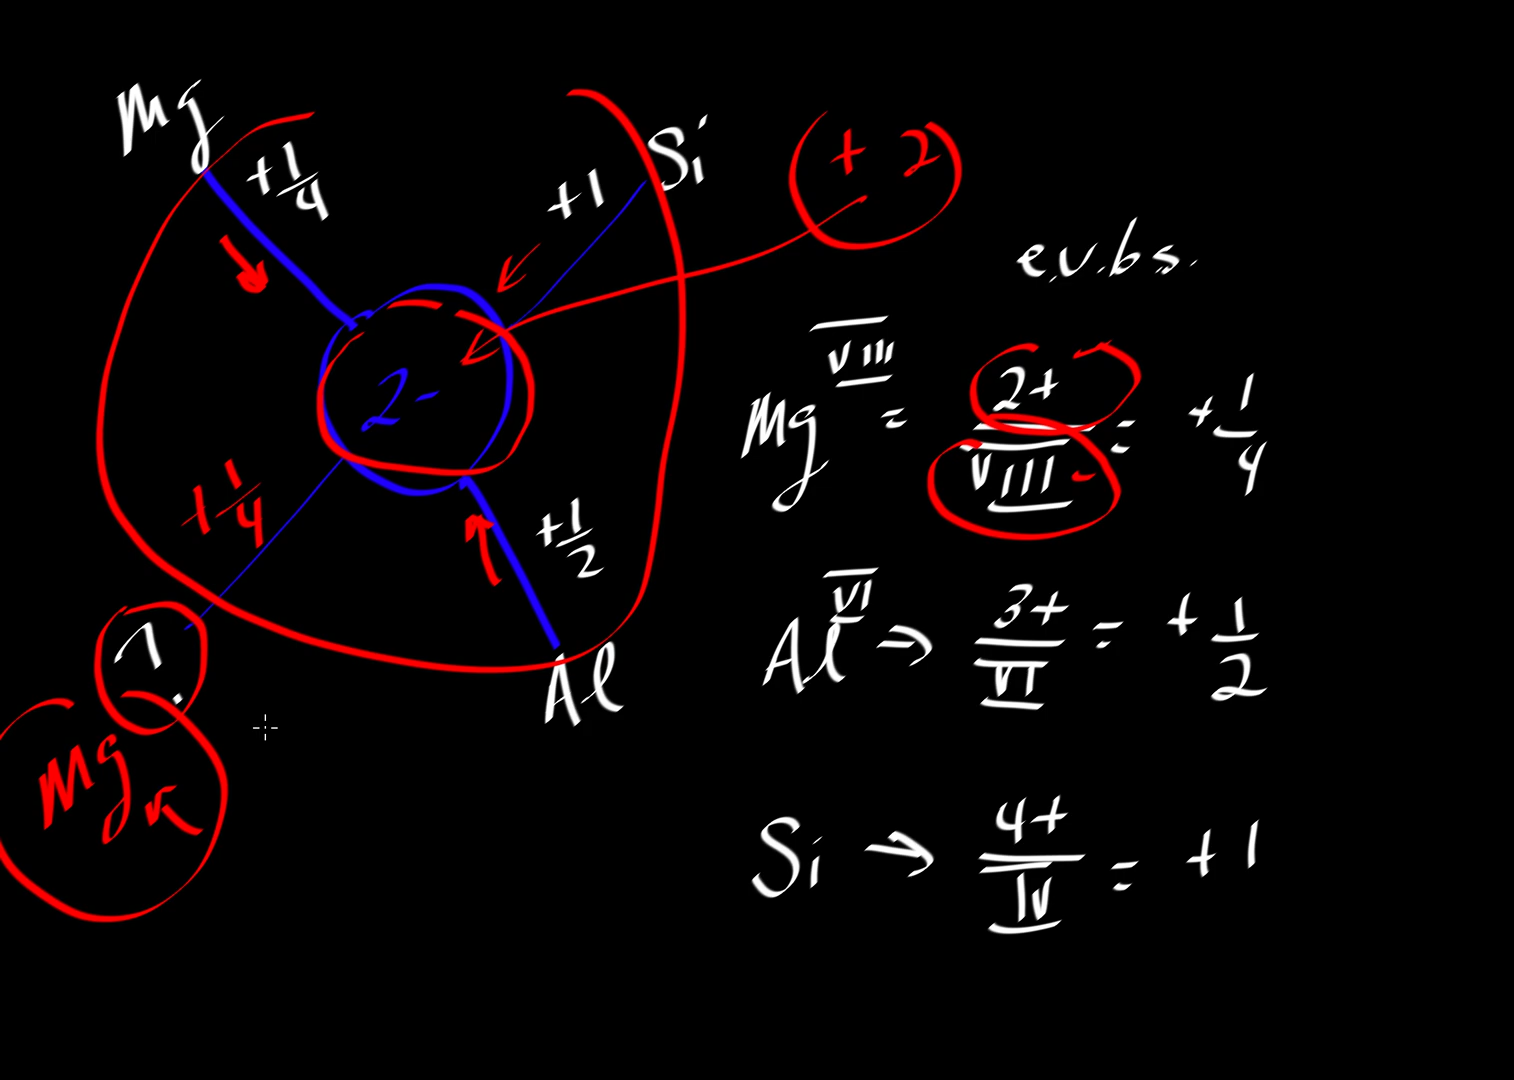 Mg
+1/4
+1
Si
+2
2-
+1/4
+1/2
?
Mg
Al
e.v.b.s.
Mg VIII = 2+/VIII = +1/4
Al VI → 3+/VI = +1/2
Si → 4+/IV = +1